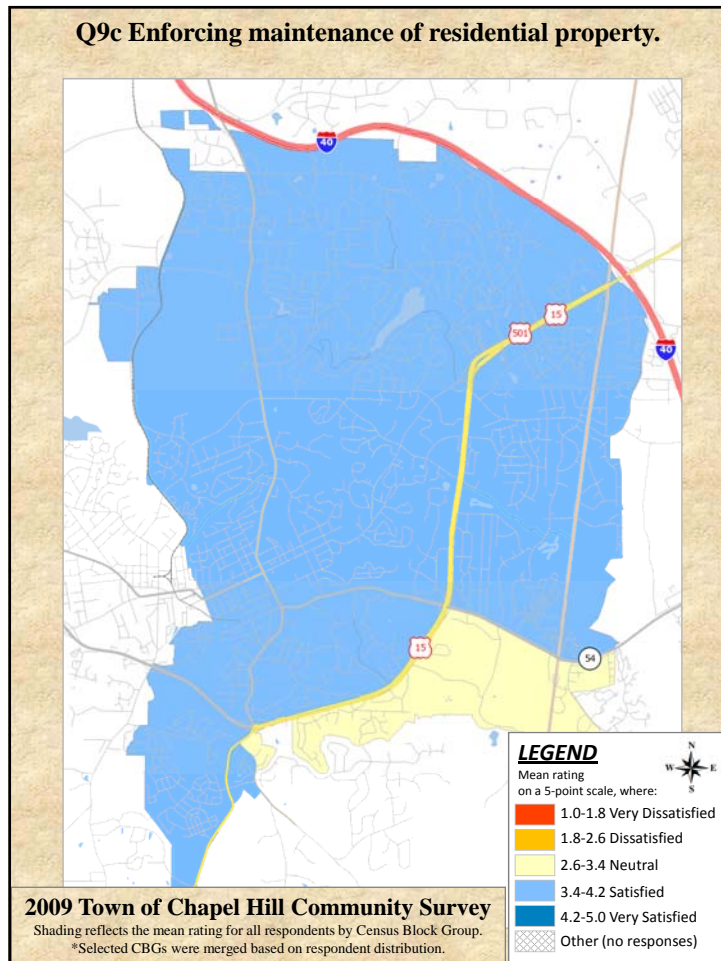 Q9c Enforcing maintenance of residential property.
40
15
501
40
15
54
LEGEND
Mean rating
on a 5-point scale, where:
N
W E
S
1.0-1.8 Very Dissatisfied
1.8-2.6 Dissatisfied
2.6-3.4 Neutral
3.4-4.2 Satisfied
4.2-5.0 Very Satisfied
Other (no responses)
2009 Town of Chapel Hill Community Survey
Shading reflects the mean rating for all respondents by Census Block Group.
*Selected CBGs were merged based on respondent distribution.